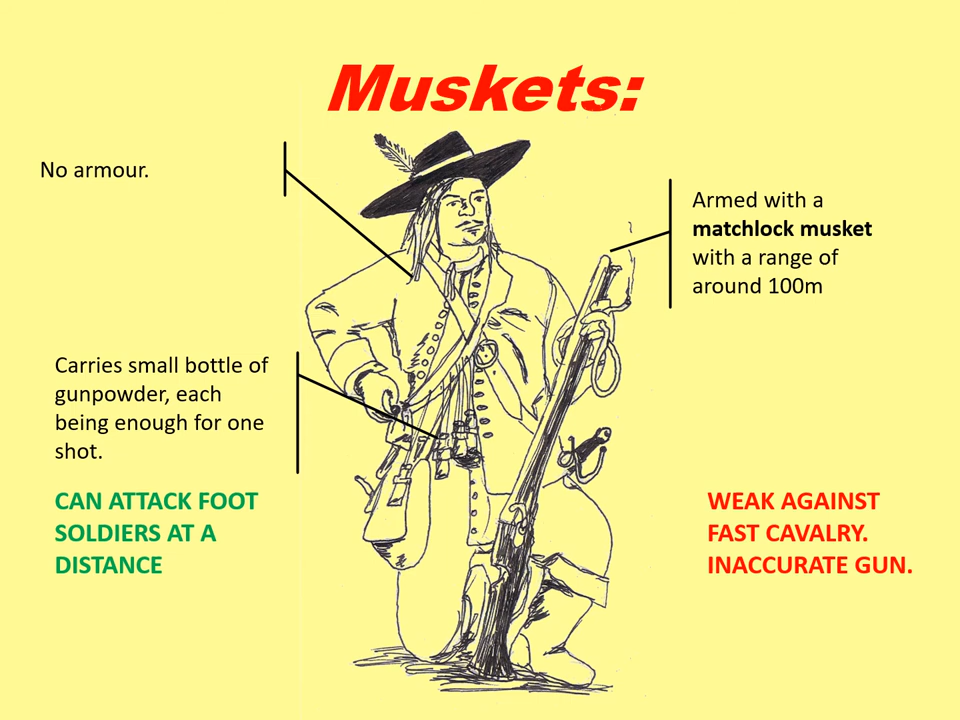 Muskets:
No armour.
Armed with a
matchlock musket
with a range of
around 100m
Carries small bottle of
gunpowder, each
being enough for one
shot.
CAN ATTACK FOOT
SOLDIERS AT A
DISTANCE
WEAK AGAINST
FAST CAVALRY.
INACCURATE GUN.